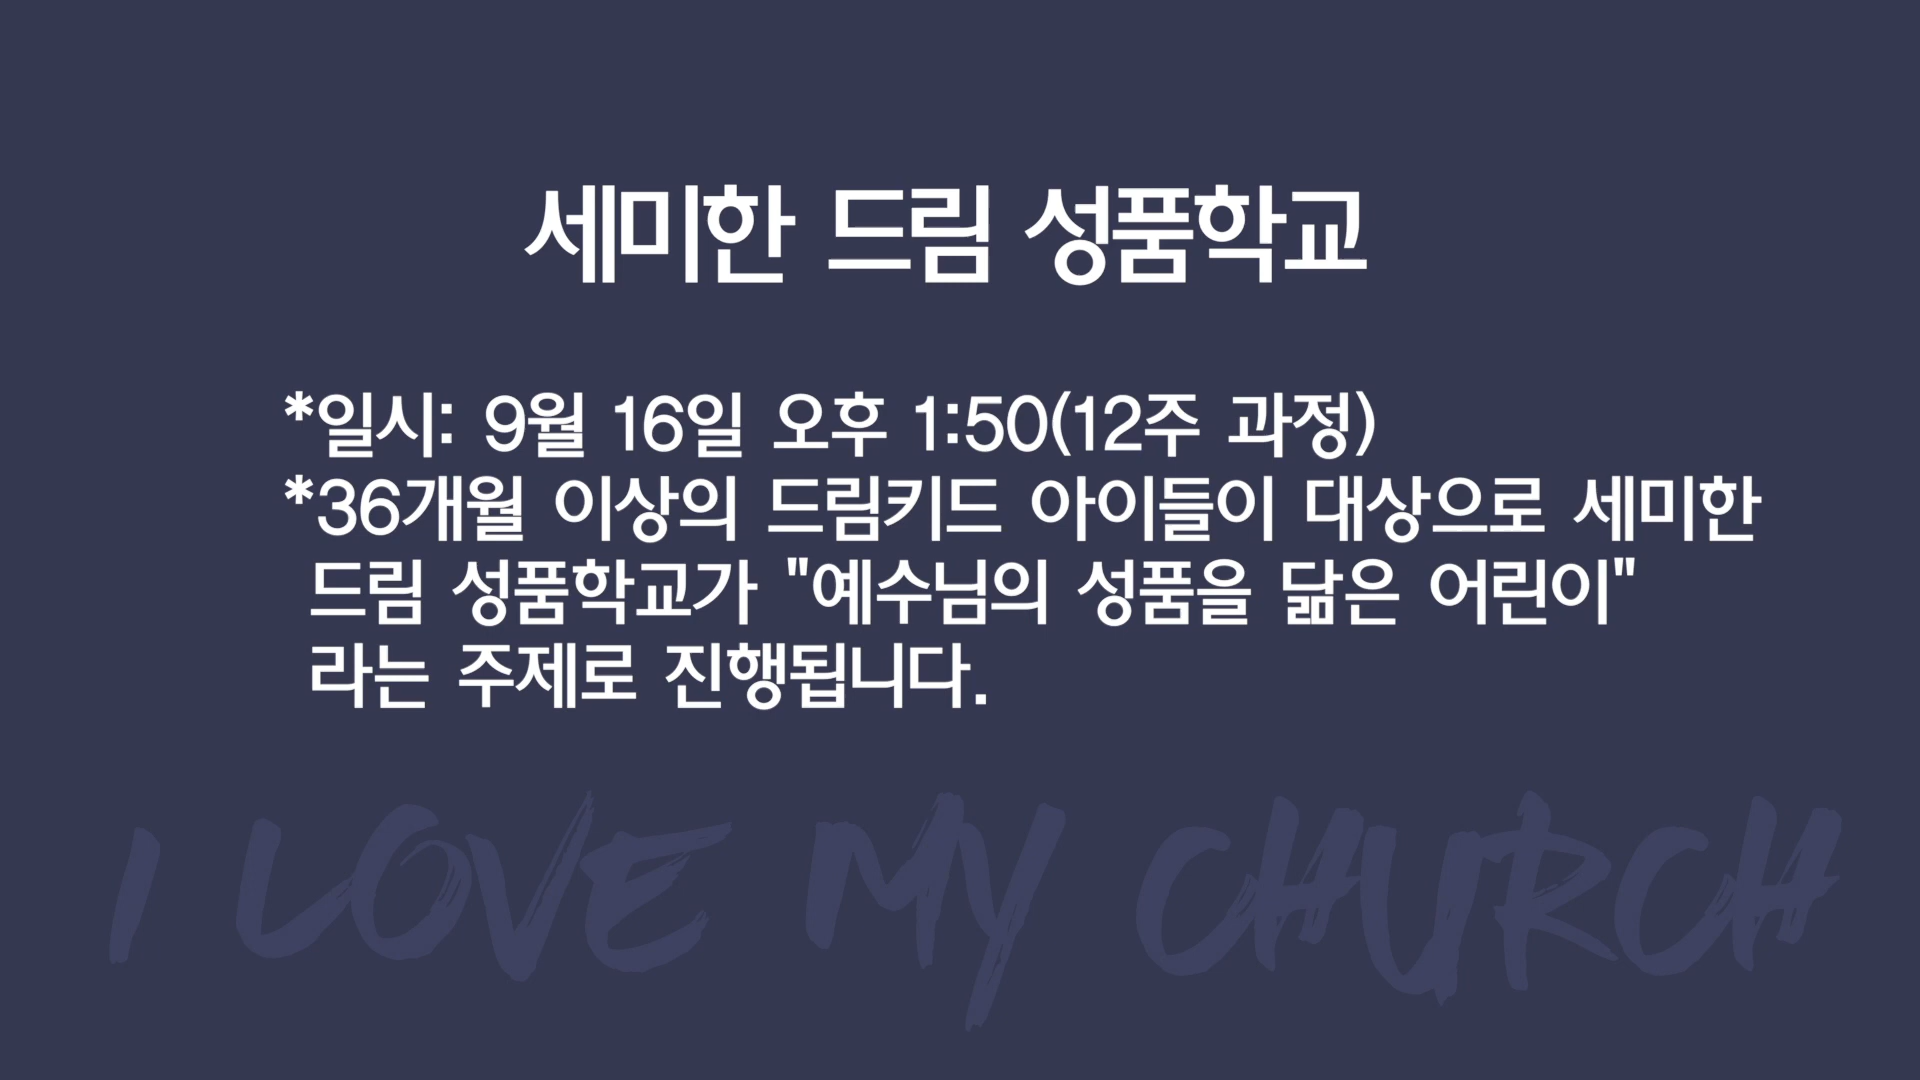 세미한 드림 성품학교
*일시: 9월 16일 오후 1:50(12주 과정)
*36개월 이상의 드림키드 아이들이 대상으로 세미한
드림 성품학교가 "예수님의 성품을 닮은 어린이"
라는 주제로 진행됩니다.
I LOVE MY CHURCH